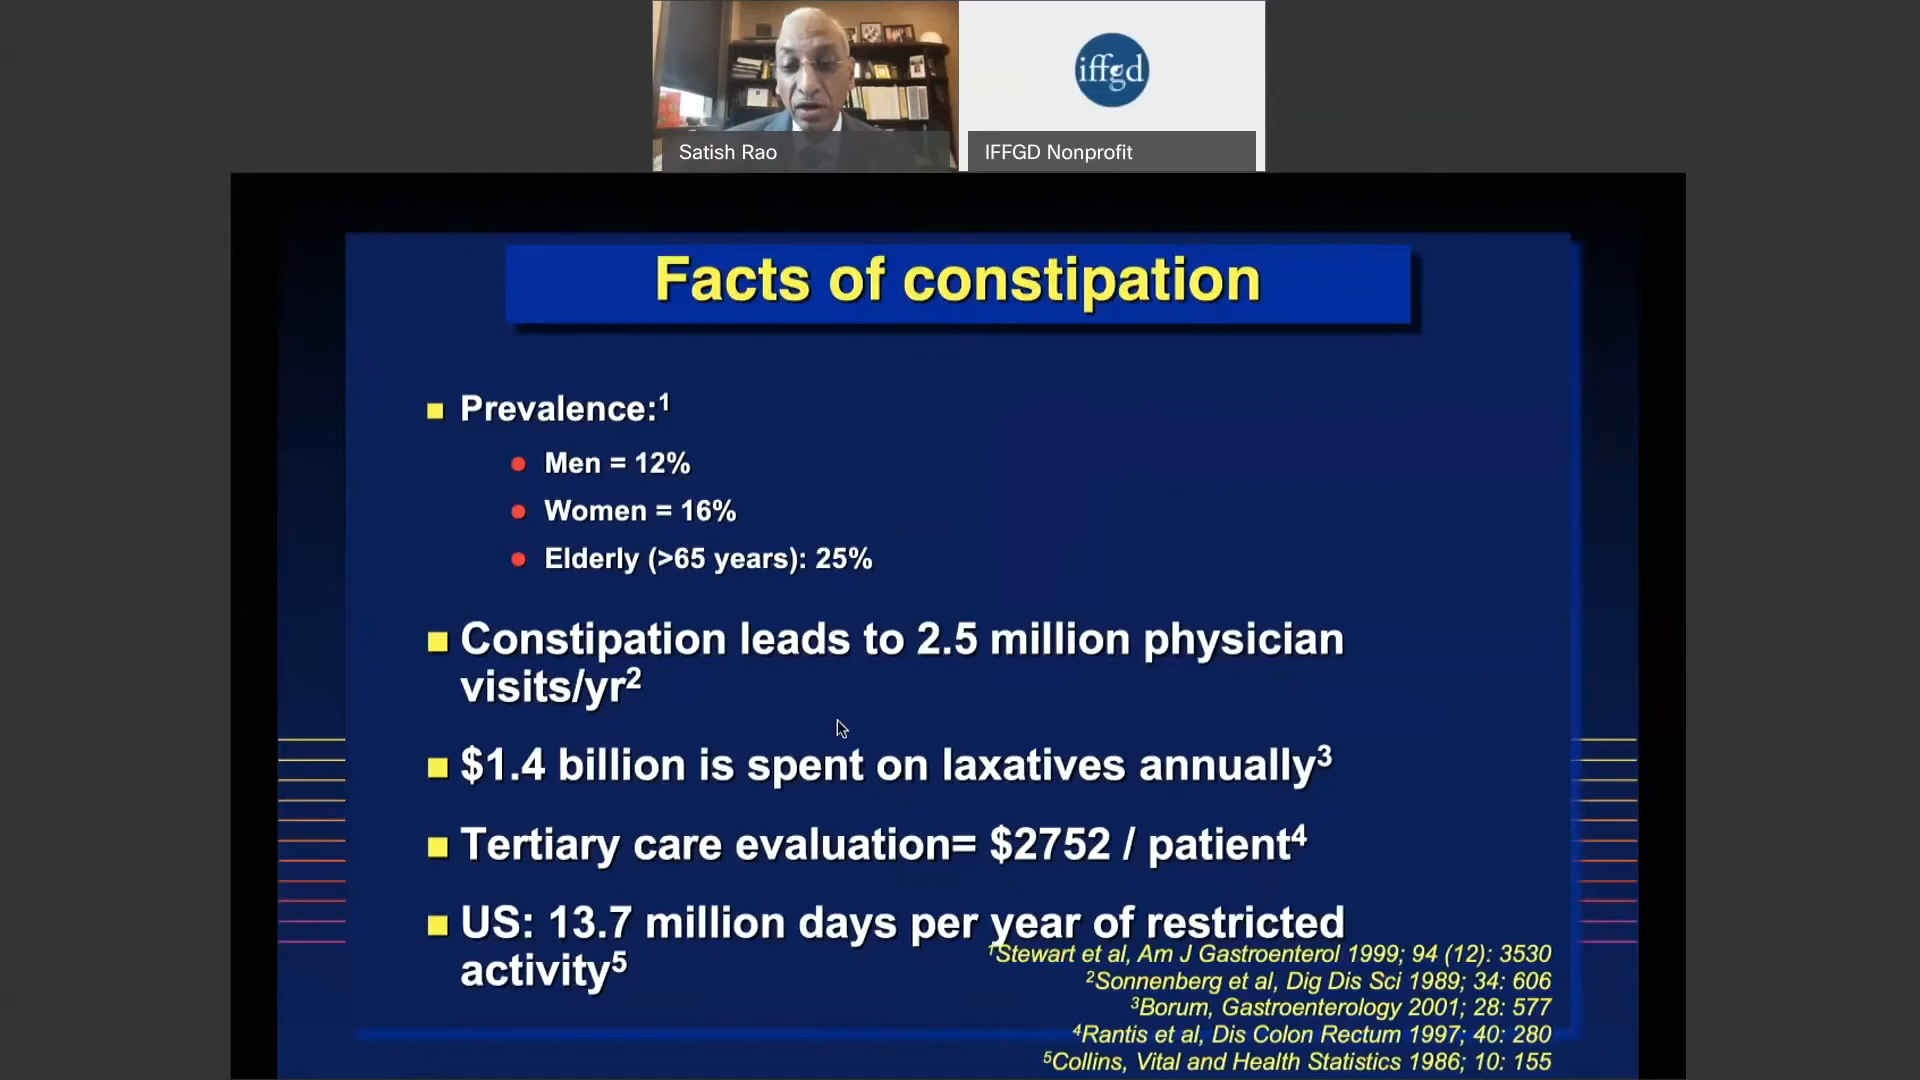 iffgd
Satish Rao
IFFGD Nonprofit
Facts of constipation
Prevalence:¹
Men = 12%
Women = 16%
Elderly (>65 years): 25%
Constipation leads to 2.5 million physician
visits/yr²
$1.4 billion is spent on laxatives annually³
Tertiary care evaluation= $2752 / patient⁴
US: 13.7 million days per year of restricted
activity⁵
¹Stewart et al, Am J Gastroenterol 1999; 94 (12): 3530
²Sonnenberg et al, Dig Dis Sci 1989; 34: 606
³Borum, Gastroenterology 2001; 28: 577
⁴Rantis et al, Dis Colon Rectum 1997; 40: 280
⁵Collins, Vital and Health Statistics 1986; 10: 155